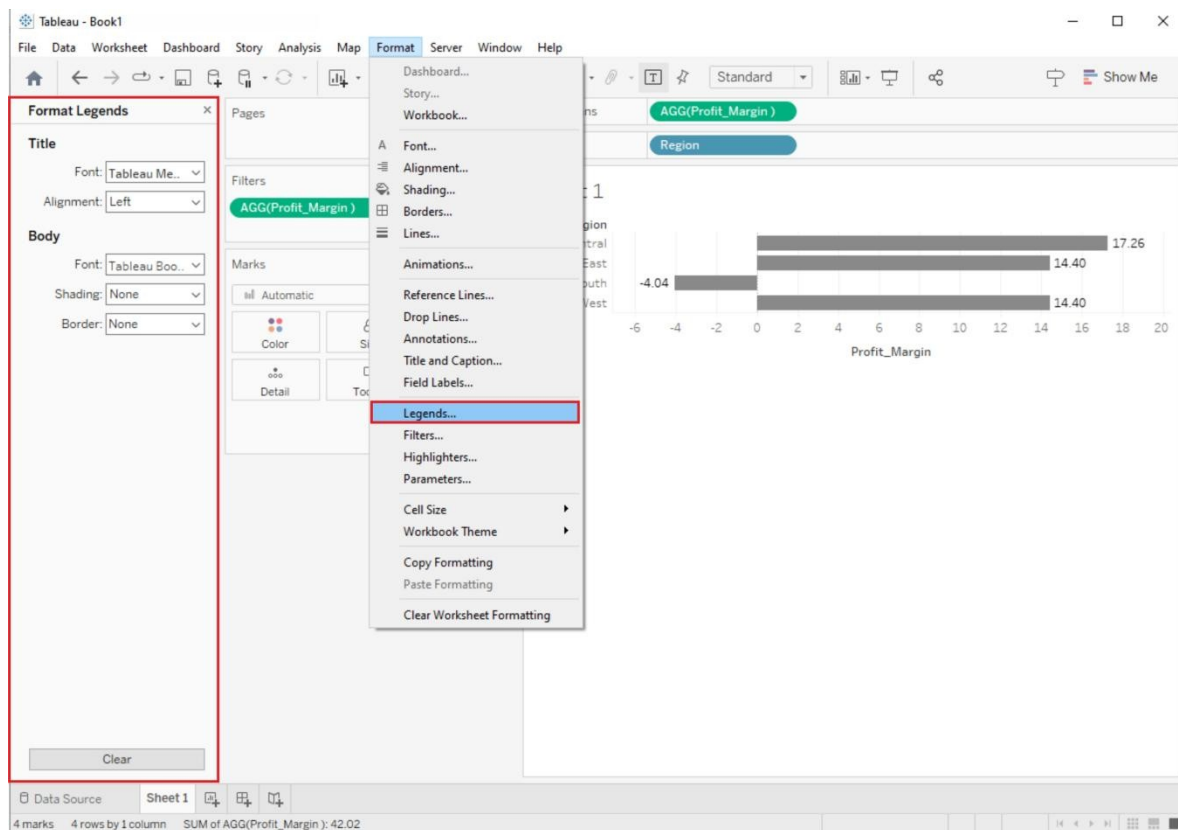 Tableau - Book1
File Data Worksheet Dashboard Story Analysis Map Format Server Window Help
Standard
Show Me
Format Legends
Title
Font: Tableau Me..
Alignment: Left
Body
Font: Tableau Boo..
Shading: None
Border: None
Clear
Pages
Filters
AGG(Profit_Margin )
Marks
Automatic
Color
Detail
Dashboard...
Story...
Workbook...
A Font...
Alignment...
Shading...
Borders...
Lines...
Animations...
Reference Lines...
Drop Lines...
Annotations...
Title and Caption...
Field Labels...
Legends...
Filters...
Highlighters...
Parameters...
Cell Size
Workbook Theme
Copy Formatting
Paste Formatting
Clear Worksheet Formatting
AGG(Profit_Margin )
Region
1
17.26
East 14.40
-4.04
14.40
-6 -4 -2 0 2 4 6 8 10 12 14 16 18 20
Profit_Margin
Data Source Sheet 1
4 marks 4 rows by 1 column SUM of AGG(Profit_Margin ): 42.02